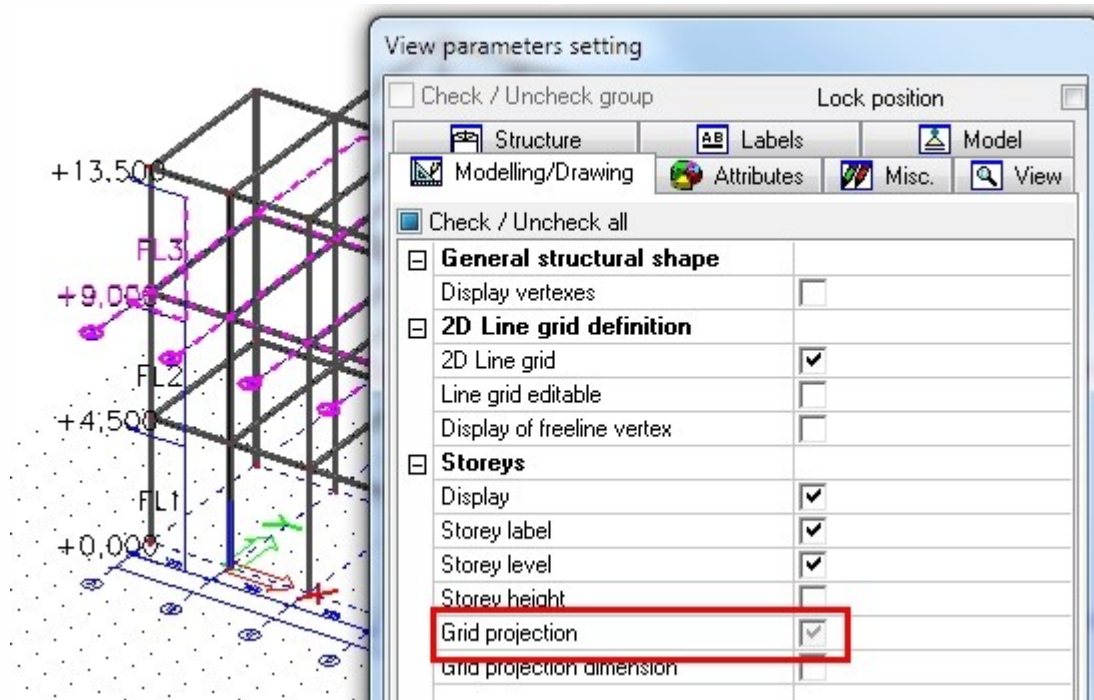 View parameters setting
Check / Uncheck group
Lock position
Structure
Labels
Model
Modelling/Drawing
Attributes
Misc.
View
Check / Uncheck all
General structural shape
Display vertexes
2D Line grid definition
2D Line grid
Line grid editable
Display of freeline vertex
Storeys
Display
Storey label
Storey level
Storey height
Grid projection
Grid projection dimension
+13,500
FL3
+9,000
FL2
+4,500
FL1
+0,000
Y
X
AB